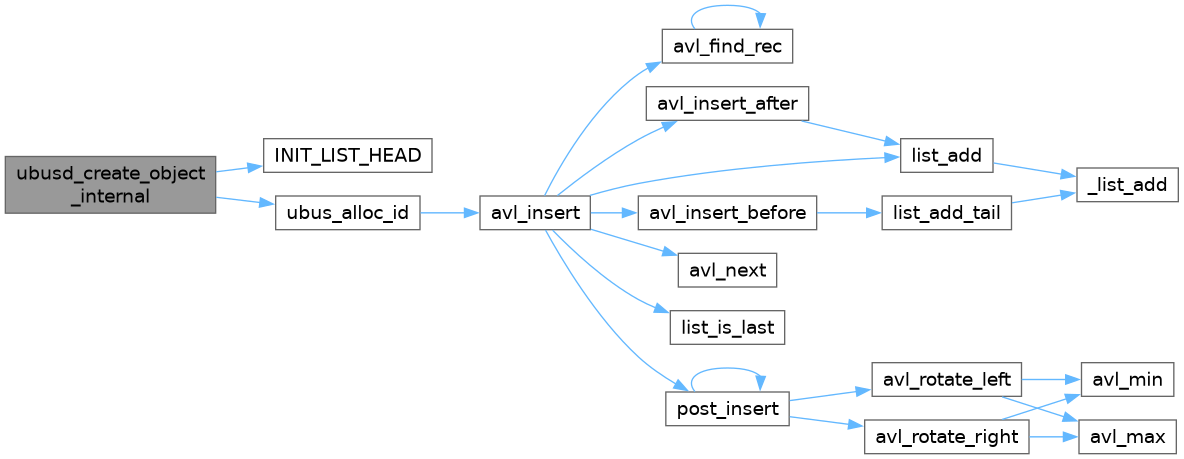 ubusd_create_object
_internal
INIT_LIST_HEAD
ubus_alloc_id
avl_insert
avl_find_rec
avl_insert_after
list_add
_list_add
avl_insert_before
list_add_tail
avl_next
list_is_last
post_insert
avl_rotate_left
avl_min
avl_rotate_right
avl_max